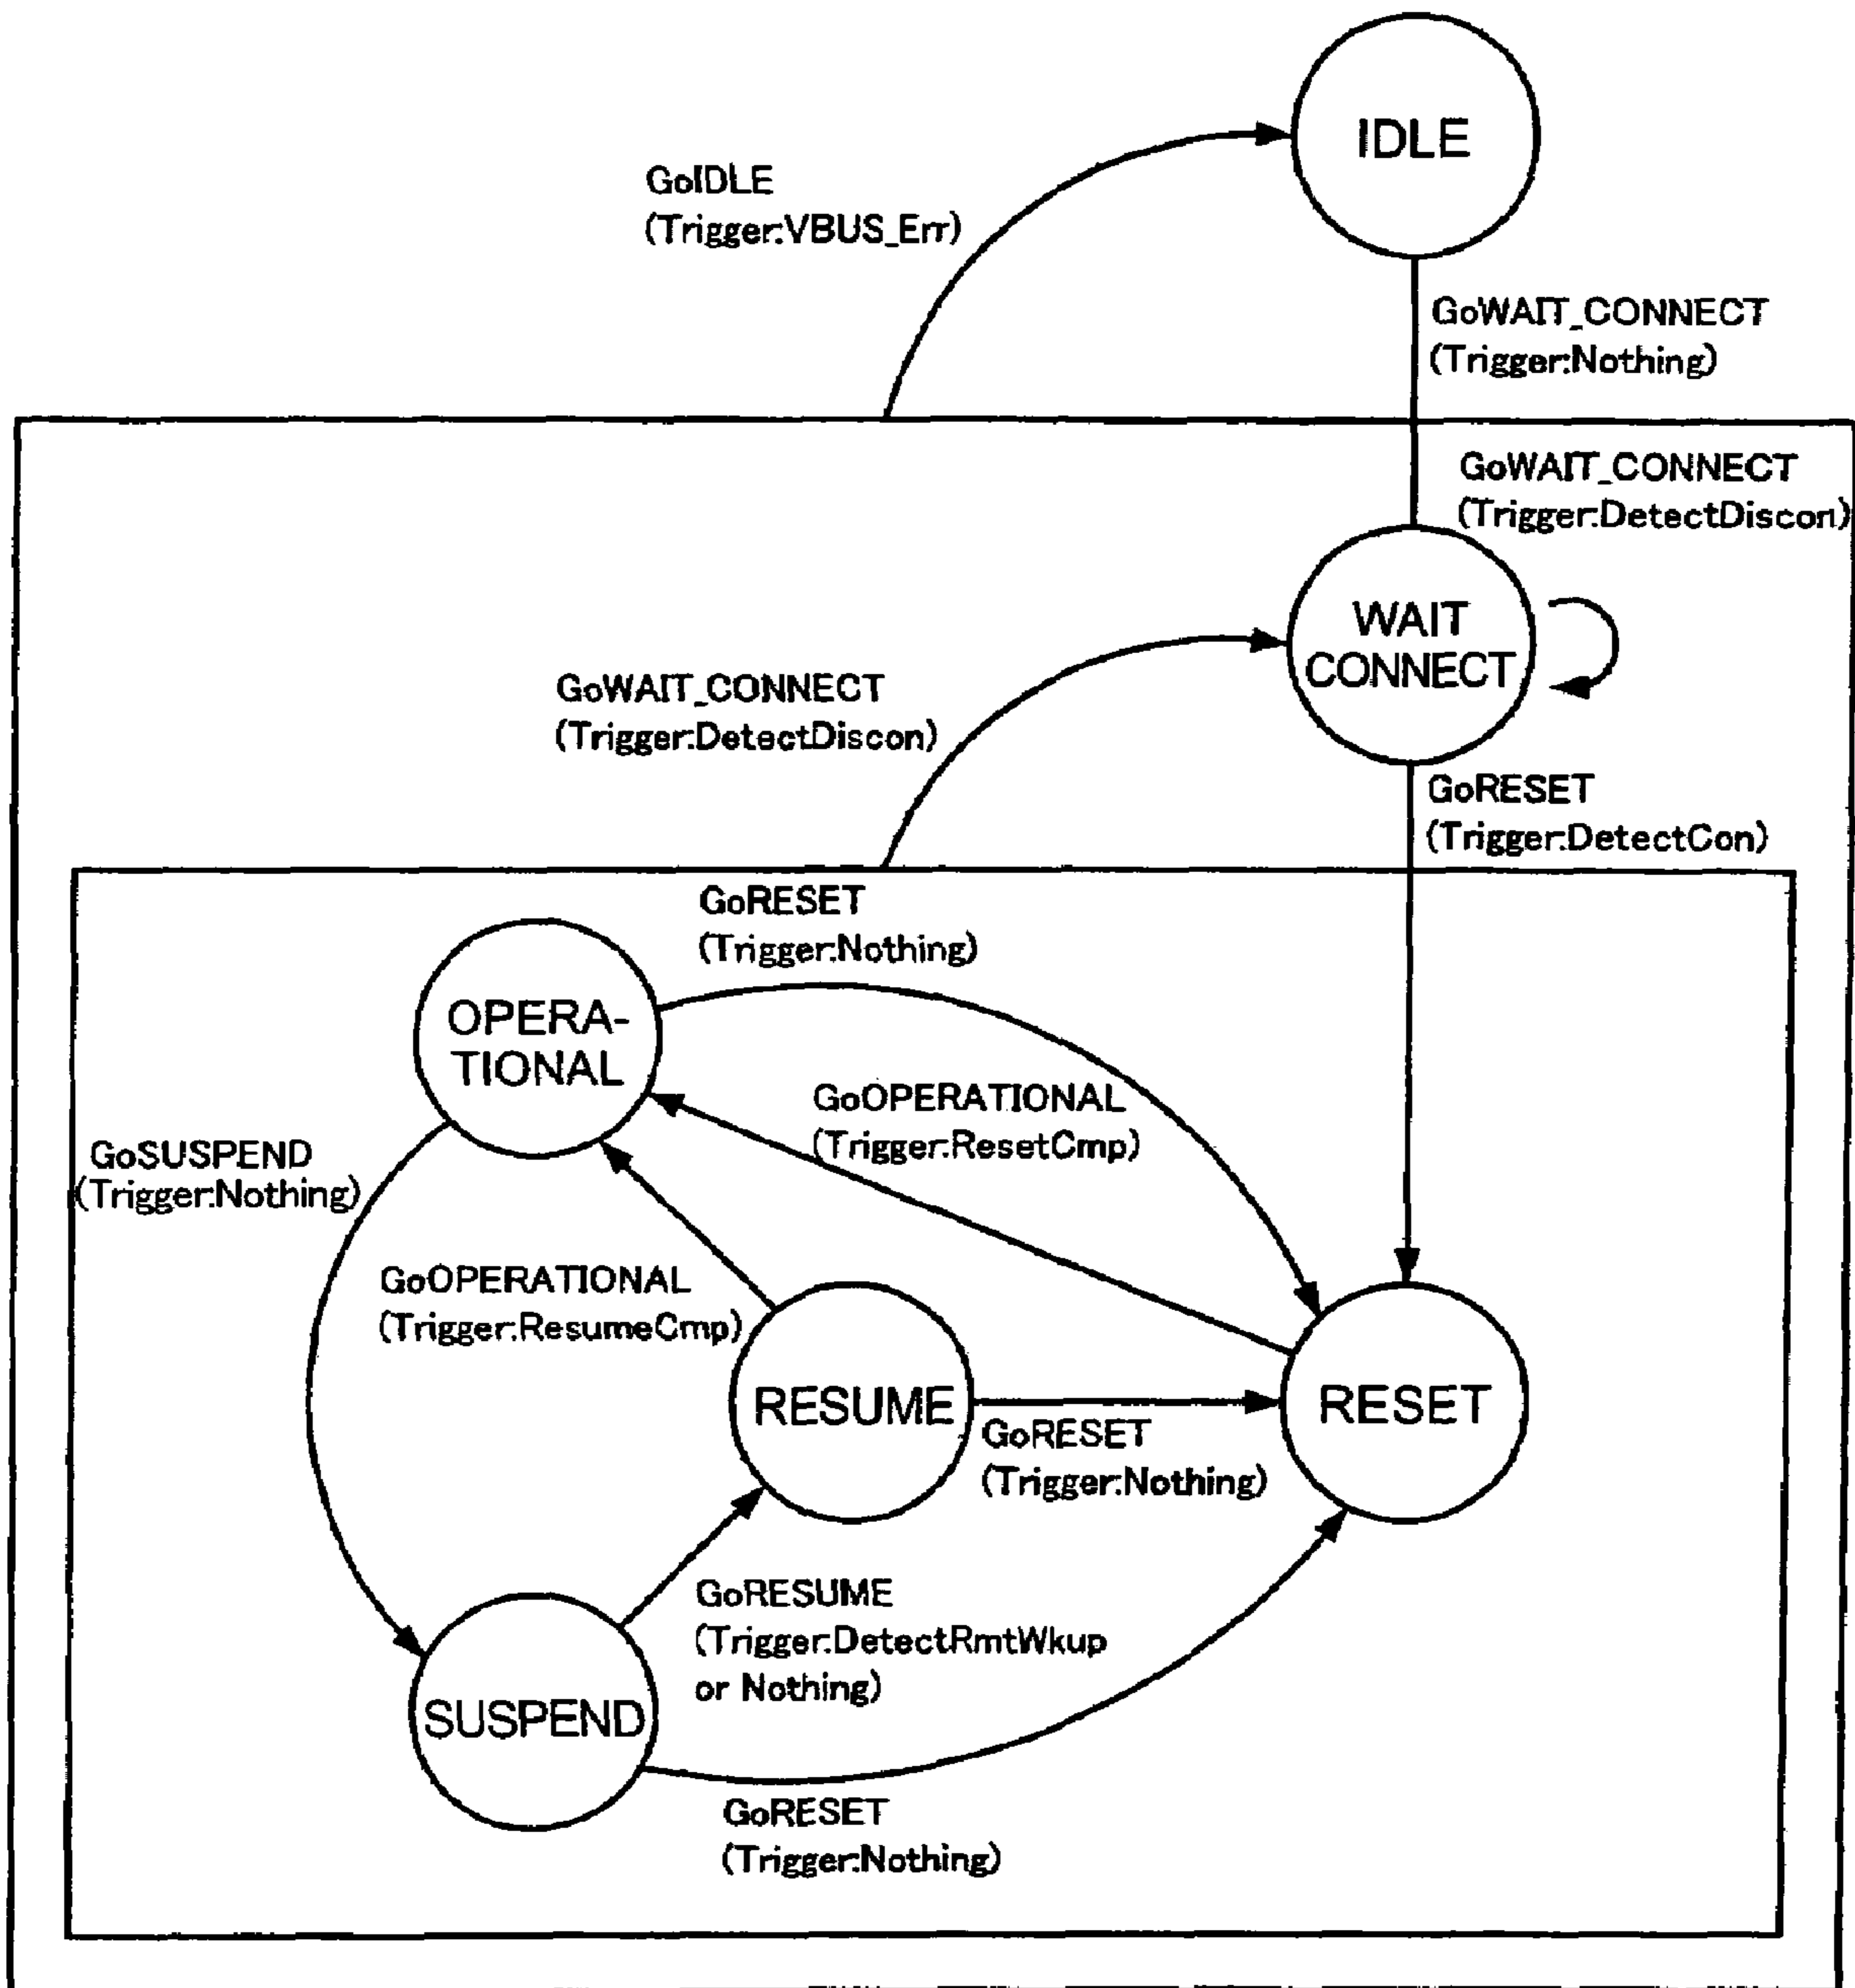 IDLE
GoIDLE
(Trigger:VBUS_Err)
GoWAIT_CONNECT
(Trigger:Nothing)
GoWAIT_CONNECT
(Trigger:DetectDiscon)
WAIT
CONNECT
GoWAIT_CONNECT
(Trigger:DetectDiscon)
GoRESET
(Trigger:DetectCon)
GoRESET
(Trigger:Nothing)
OPERA-
TIONAL
GoOPERATIONAL
(Trigger:ResetCmp)
GoSUSPEND
(Trigger:Nothing)
GoOPERATIONAL
(Trigger:ResumeCmp)
RESUME
RESET
GoRESET
(Trigger:Nothing)
GoRESUME
(Trigger:DetectRmtWkup
or Nothing)
SUSPEND
GoRESET
(Trigger:Nothing)